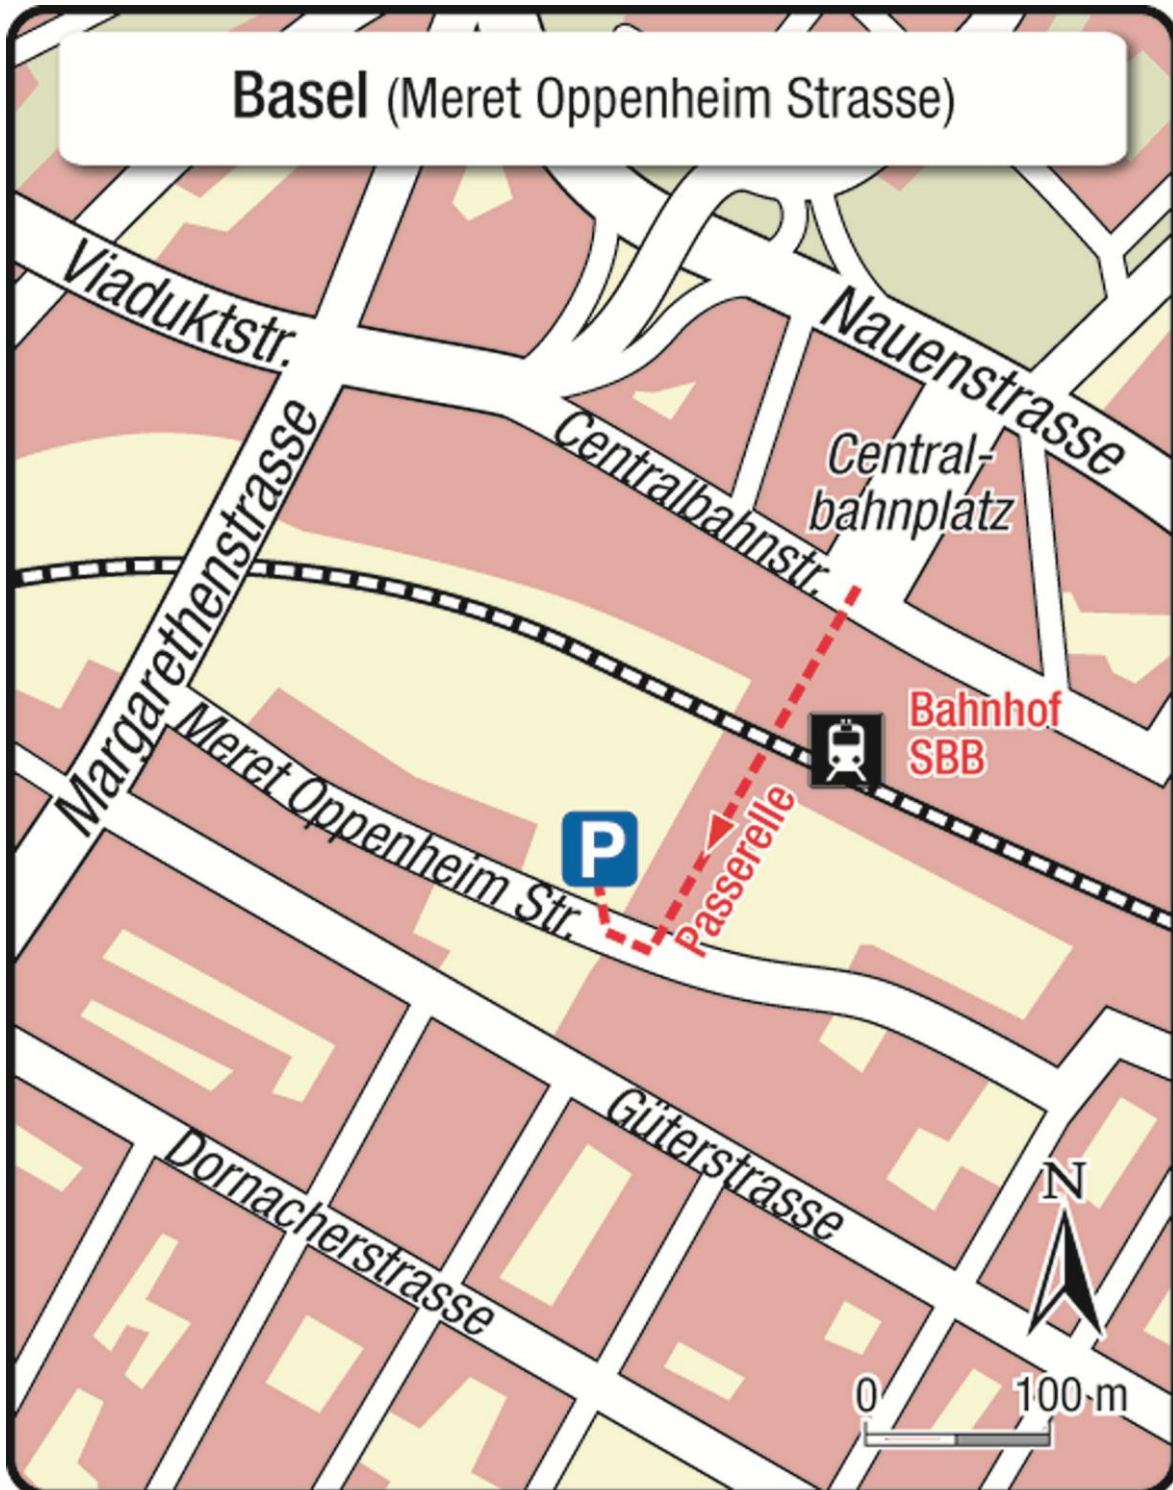 Basel (Meret Oppenheim Strasse)
Viaduktstr.
Nauenstrasse
Margarethenstrasse
Centralbahnstr.
Central-
bahnplatz
Bahnhof
SBB
Meret Oppenheim Str.
P
Passerelle
Güterstrasse
Dornacherstrasse
N
0 100 m